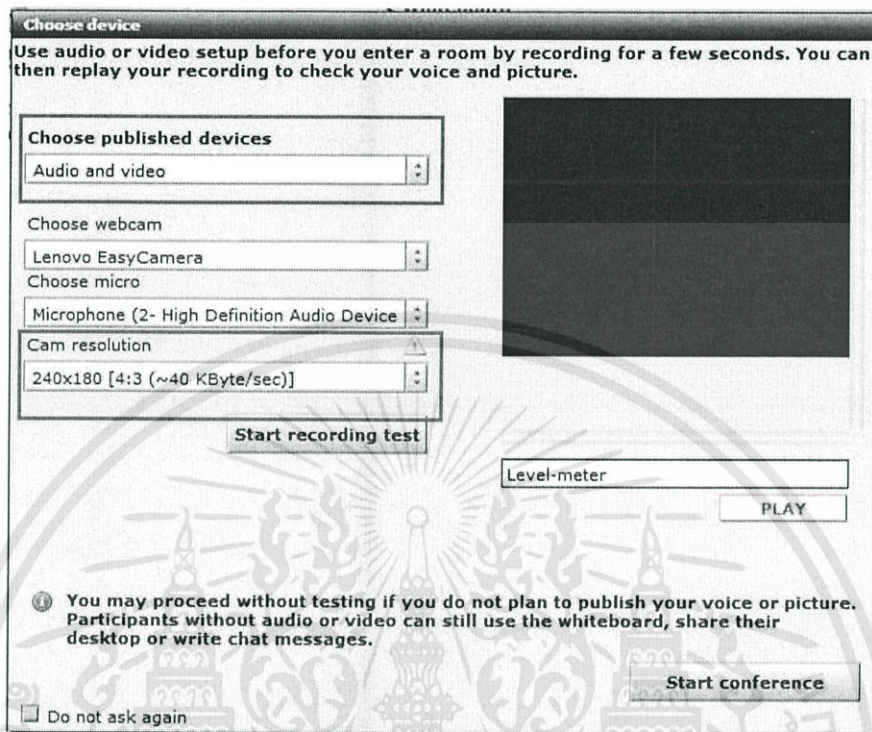 Choose device
Use audio or video setup before you enter a room by recording for a few seconds. You can
then replay your recording to check your voice and picture.
Choose published devices
Audio and video
Choose webcam
Lenovo EasyCamera
Choose micro
Microphone (2- High Definition Audio Device
Cam resolution
240x180 [4:3 (~40 KByte/sec)]
Start recording test
Level-meter
PLAY
You may proceed without testing if you do not plan to publish your voice or picture.
Participants without audio or video can still use the whiteboard, share their
desktop or write chat messages.
Start conference
Do not ask again